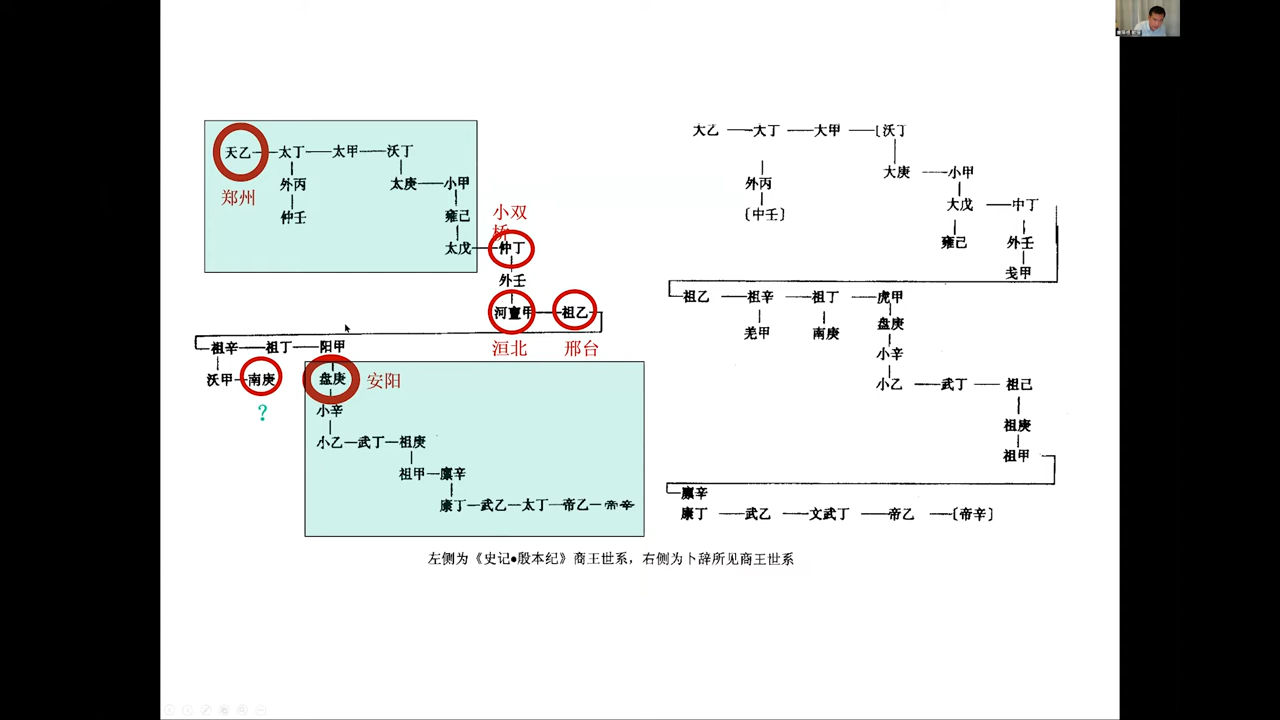 天乙—太丁—太甲—沃丁
郑州
外丙
太庚—小甲
仲壬
雍己
小双桥
太戊—仲丁
外壬
河亶甲—祖乙
洹北
邢台
祖辛—祖丁—阳甲
沃甲—南庚
?
盘庚
安阳
小辛
小乙—武丁—祖庚
祖甲—廪辛
康丁—武乙—太丁—帝乙—帝辛
大乙—大丁—大甲—〔沃丁
外丙
大庚—小甲
〔中壬〕
大戊—中丁
雍己
外壬
戋甲
祖乙—祖辛—祖丁—虎甲
羌甲
南庚
盘庚
小辛
小乙—武丁—祖己
祖庚
祖甲
廪辛
康丁—武乙—文武丁—帝乙—〔帝辛〕
左侧为《史记●殷本纪》商王世系，右侧为卜辞所见商王世系